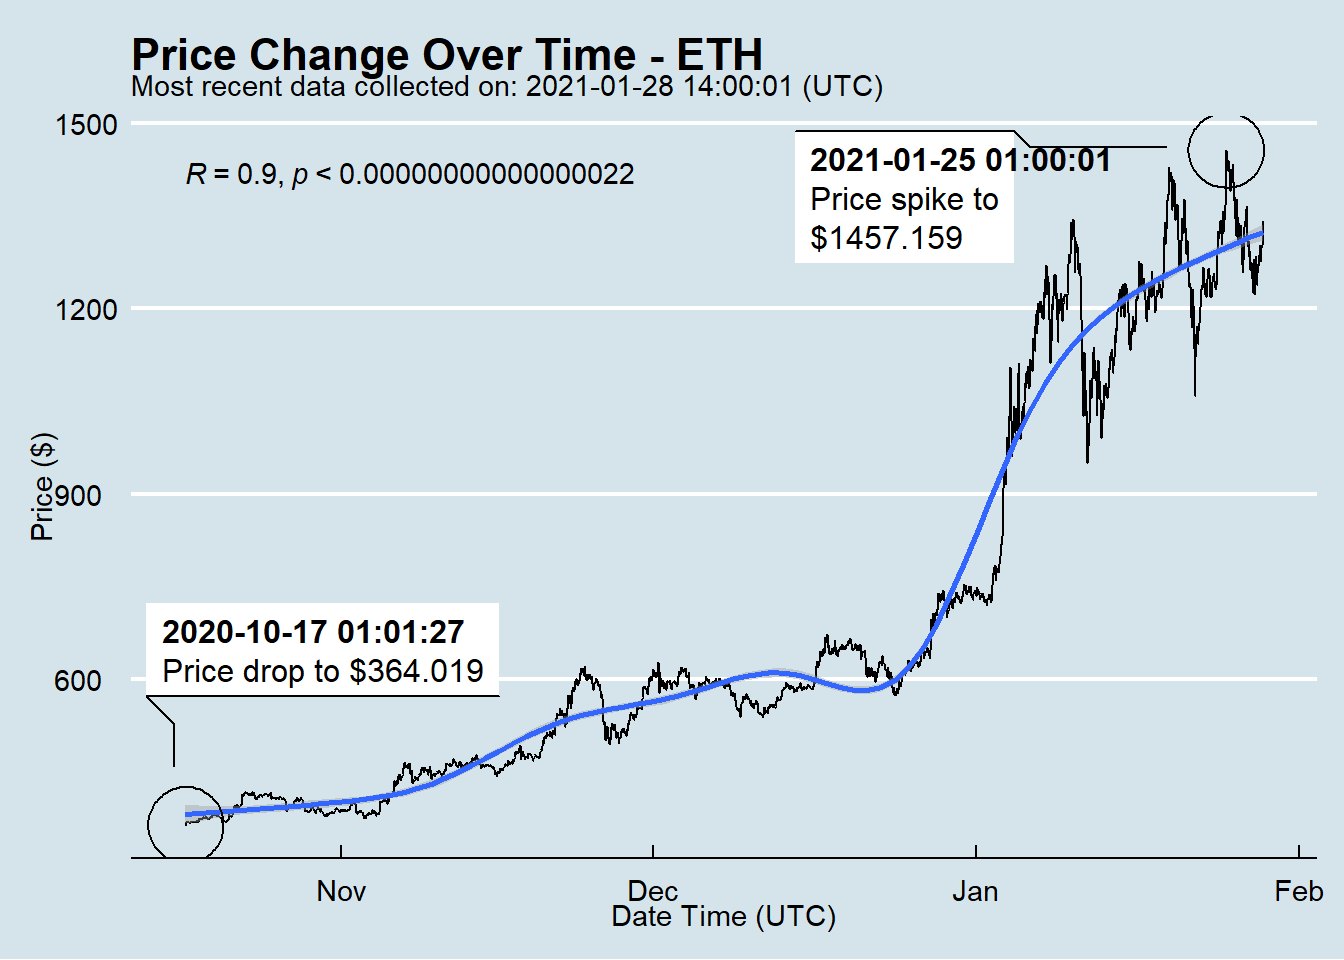 Price Change Over Time - ETH
Most recent data collected on: 2021-01-28 14:00:01 (UTC)
1500
R = 0.9, p < 0.00000000000000022
2021-01-25 01:00:01
Price spike to
$1457.159
1200
Price ($)
900
2020-10-17 01:01:27
Price drop to $364.019
600
Nov
Dec
Jan
Feb
Date Time (UTC)